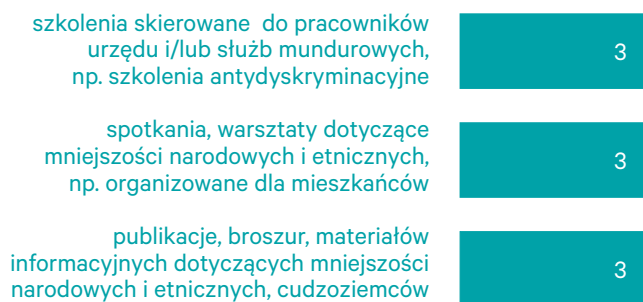 szkolenia skierowane do pracowników
urzędu i/lub służb mundurowych,
np. szkolenia antydyskryminacyjne
3
spotkania, warsztaty dotyczące
mniejszości narodowych i etnicznych,
np. organizowane dla mieszkańców
3
publikacje, broszur, materiałów
informacyjnych dotyczących mniejszości
narodowych i etnicznych, cudzoziemców
3